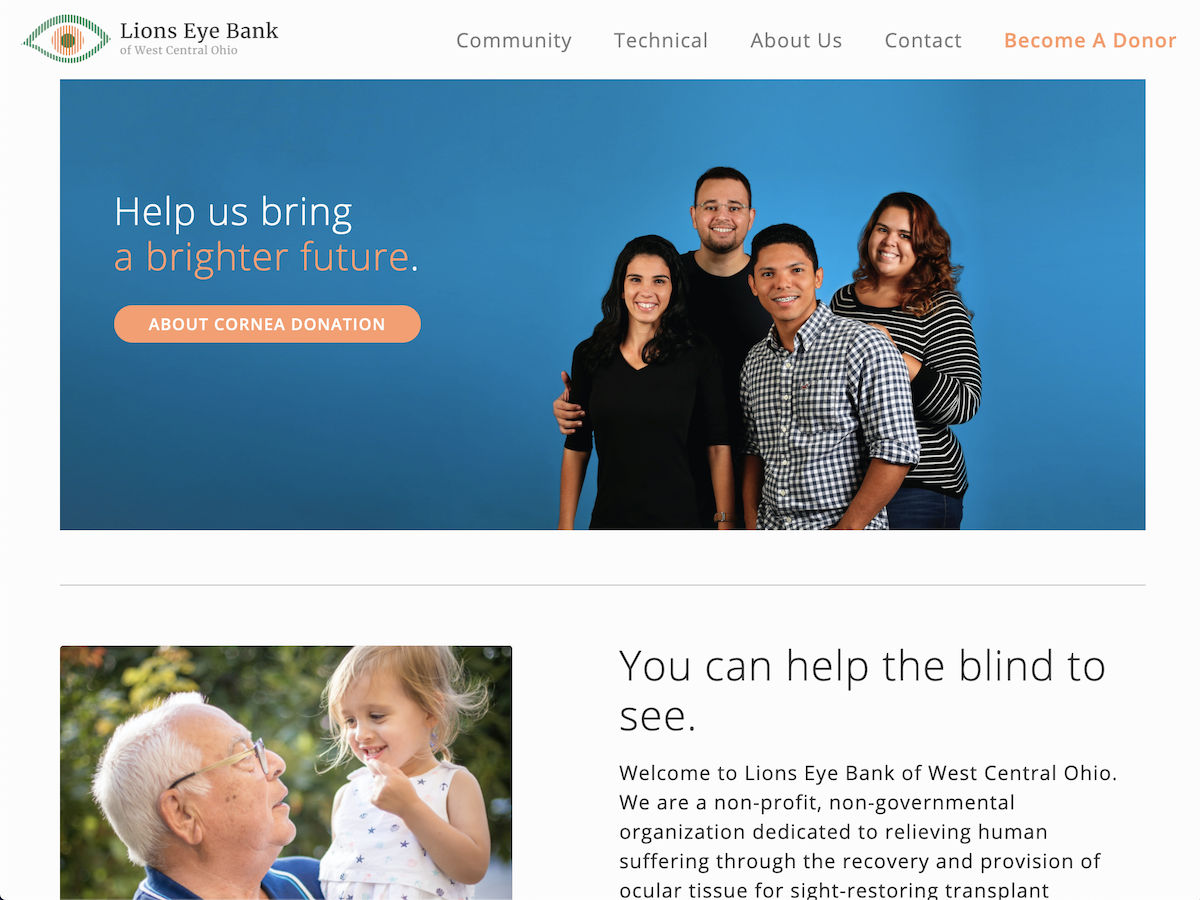 Lions Eye Bank
of West Central Ohio
Community Technical About Us Contact Become A Donor
Help us bring
a brighter future.
ABOUT CORNEA DONATION
You can help the blind to
see.
Welcome to Lions Eye Bank of West Central Ohio.
We are a non-profit, non-governmental
organization dedicated to relieving human
suffering through the recovery and provision of
ocular tissue for sight-restoring transplant